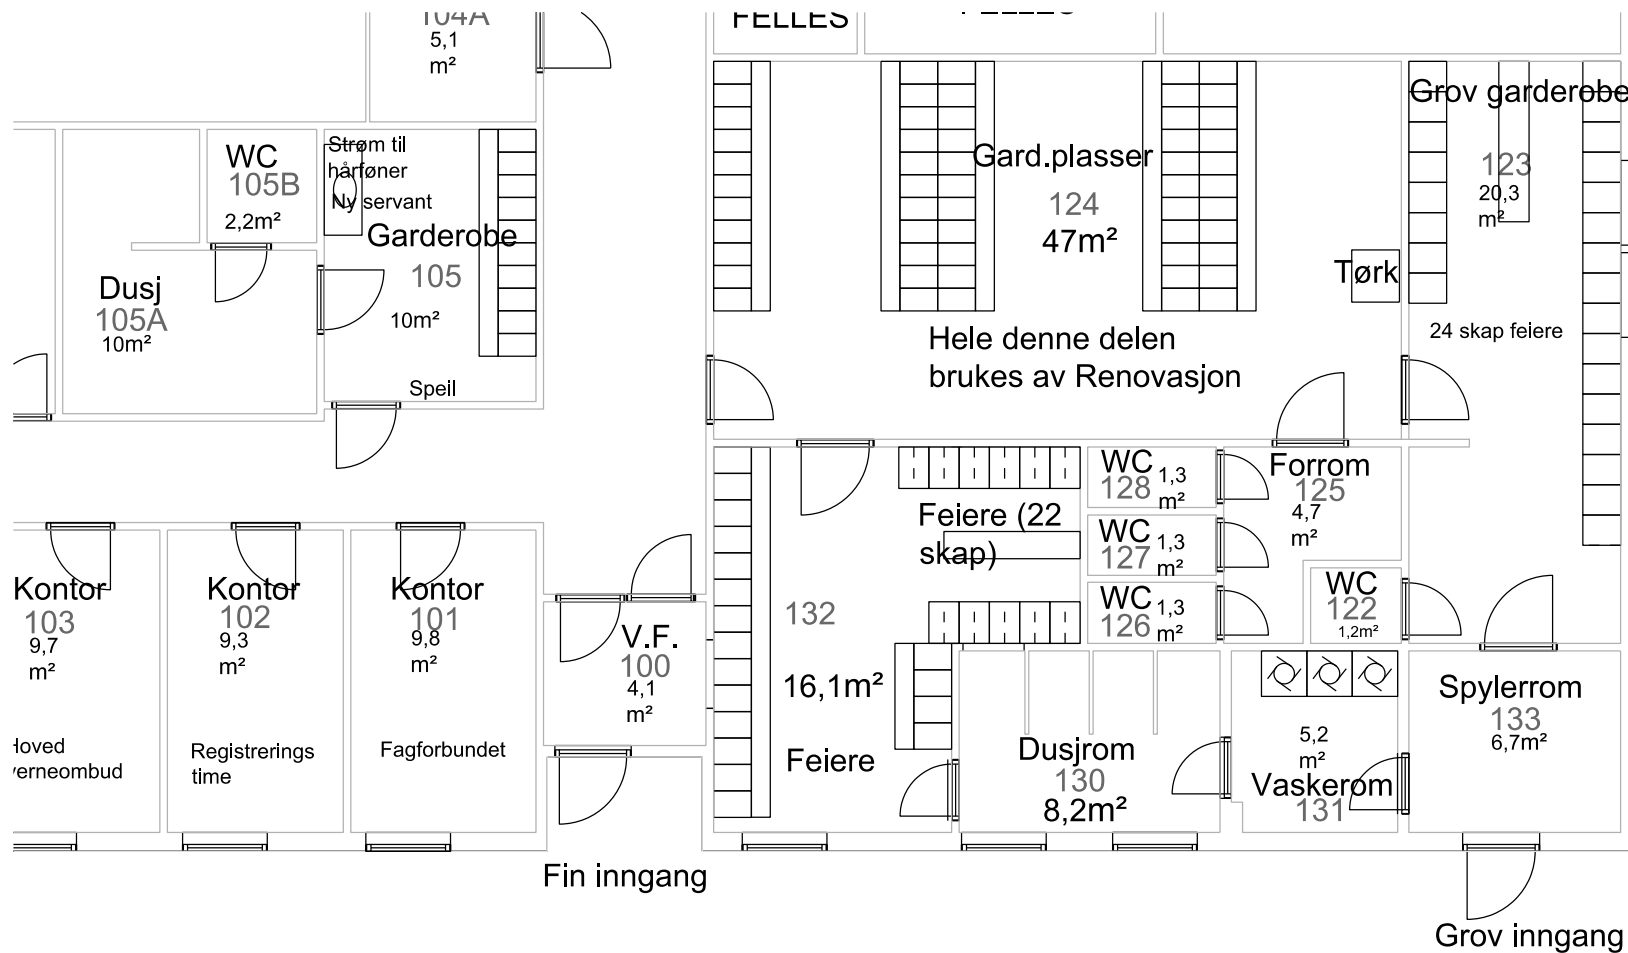 104A
5,1
m²
FELLES
FELLES
WC
105B
2,2m²
Strøm til
hårføner
Ny servant
Garderobe
105
10m²
Speil
Dusj
105A
10m²
Gard.plasser
124
47m²
Tørk
Hele denne delen
brukes av Renovasjon
Grov garderobe
123
20,3
m²
24 skap feiere
Kontor
103
9,7
m²
Hoved
verneombud
Kontor
102
9,3
m²
Registrerings
time
Kontor
101
9,8
m²
Fagforbundet
V.F.
100
4,1
m²
Feiere (22
skap)
132
16,1m²
Feiere
WC
128
1,3
m²
WC
127
1,3
m²
WC
126
1,3
m²
Forrom
125
4,7
m²
WC
122
1,2m²
Dusjrom
130
8,2m²
5,2
m²
Vaskerom
131
Spylerrom
133
6,7m²
Fin inngang
Grov inngang